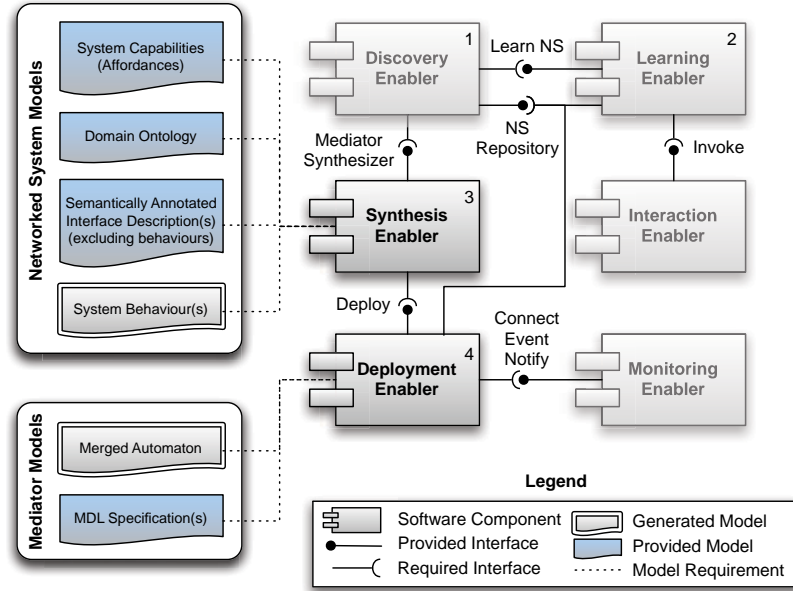 Networked System Models
System Capabilities
(Affordances)
Domain Ontology
Semantically Annotated
Interface Description(s)
(excluding behaviours)
System Behaviour(s)
Mediator Models
Merged Automaton
MDL Specification(s)
1
Discovery
Enabler
Learn NS
NS
Repository
2
Learning
Enabler
Mediator
Synthesizer
Invoke
3
Synthesis
Enabler
Interaction
Enabler
Deploy
Connect
Event
Notify
4
Deployment
Enabler
Monitoring
Enabler
Legend
Software Component
Provided Interface
Required Interface
Generated Model
Provided Model
Model Requirement